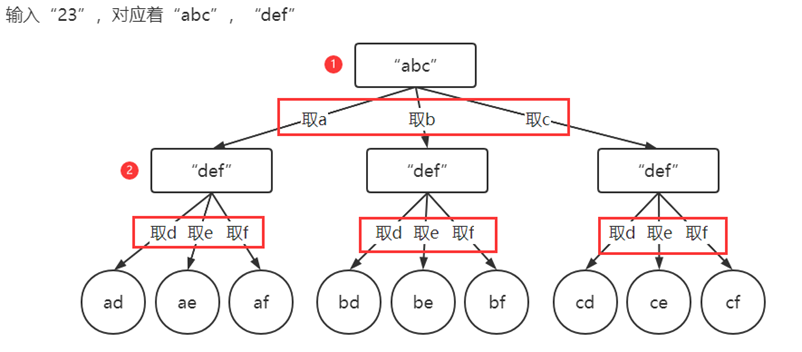 输入“23”，对应着“abc”，“def”
1
“abc”
取a 取b 取c
2
“def” “def” “def”
取d 取e 取f 取d 取e 取f 取d 取e 取f
ad ae af bd be bf cd ce cf